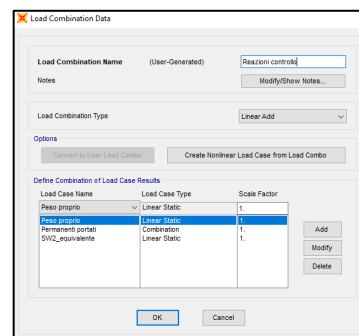 Load Combination Data
Load Combination Name (User-Generated) Reazioni controllo
Notes Modify/Show Notes...
Load Combination Type Linear Add
Options
Convert to User Load Combo Create Nonlinear Load Case from Load Combo
Define Combination of Load Case Results
Load Case Name Load Case Type Scale Factor
Peso proprio Linear Static 1.
Peso proprio Linear Static 1.
Permanenti portati Combination 1.
SW2_equivalente Linear Static 1.
Add
Modify
Delete
OK Cancel